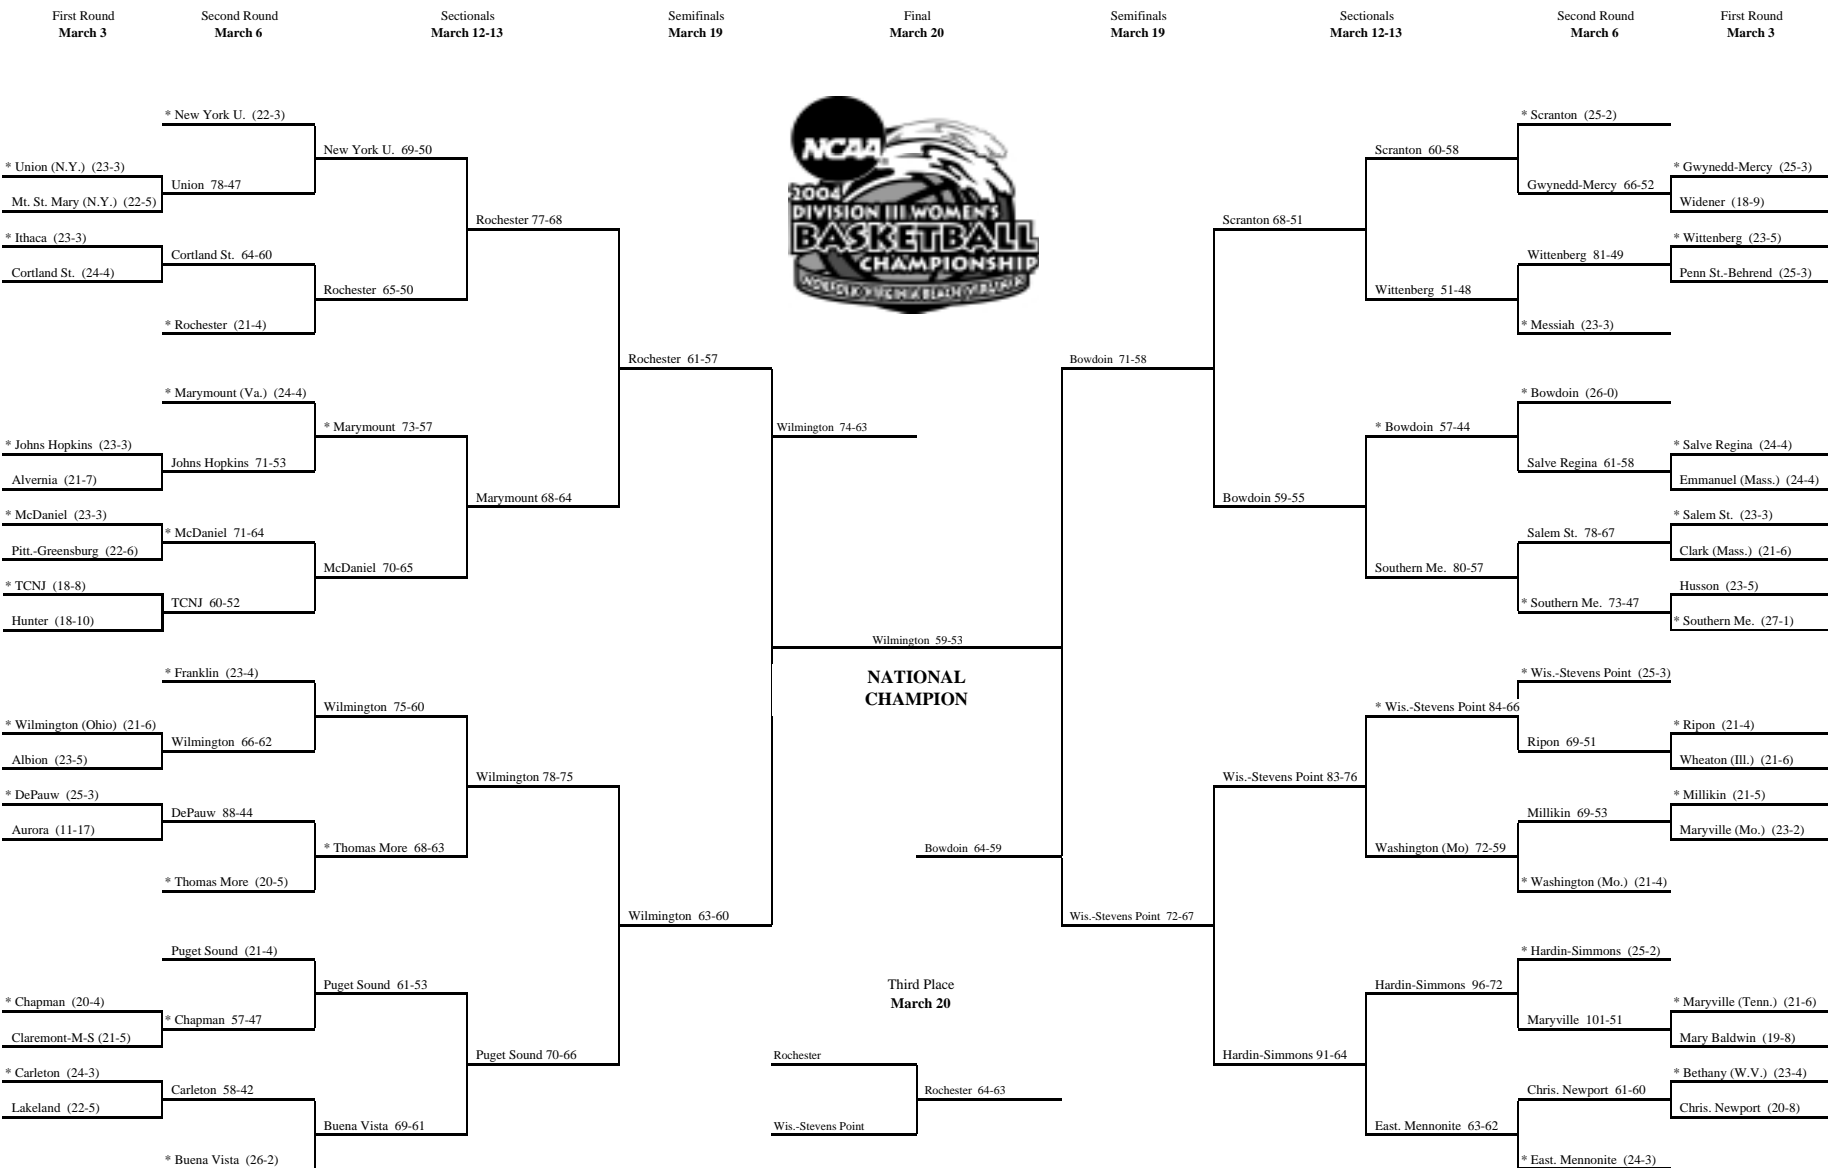 First Round
March 3
Second Round
March 6
Sectionals
March 12-13
Semifinals
March 19
Final
March 20
Semifinals
March 19
Sectionals
March 12-13
Second Round
March 6
First Round
March 3
* New York U. (22-3)
* Union (N.Y.) (23-3)
Mt. St. Mary (N.Y.) (22-5)
Union 78-47
New York U. 69-50
* Ithaca (23-3)
Cortland St. (24-4)
Cortland St. 64-60
* Rochester (21-4)
Rochester 65-50
Rochester 77-68
* Marymount (Va.) (24-4)
* Johns Hopkins (23-3)
Alvernia (21-7)
Johns Hopkins 71-53
* Marymount 73-57
* McDaniel (23-3)
Pitt.-Greensburg (22-6)
* McDaniel 71-64
* TCNJ (18-8)
Hunter (18-10)
TCNJ 60-52
McDaniel 70-65
Marymount 68-64
Rochester 61-57
* Franklin (23-4)
* Wilmington (Ohio) (21-6)
Albion (23-5)
Wilmington 66-62
Wilmington 75-60
* DePauw (25-3)
Aurora (11-17)
DePauw 88-44
* Thomas More (20-5)
* Thomas More 68-63
Wilmington 78-75
Puget Sound (21-4)
* Chapman (20-4)
Claremont-M-S (21-5)
* Chapman 57-47
Puget Sound 61-53
* Carleton (24-3)
Lakeland (22-5)
Carleton 58-42
* Buena Vista (26-2)
Buena Vista 69-61
Puget Sound 70-66
Wilmington 63-60
Wilmington 74-63
NCAA
2004
DIVISION III WOMEN'S
BASKETBALL
CHAMPIONSHIP
NORFOLK VIRGINIA BEACH VIRGINIA
Wilmington 59-53
NATIONAL
CHAMPION
Bowdoin 64-59
Third Place
March 20
Rochester
Wis.-Stevens Point
Rochester 64-63
* Scranton (25-2)
* Gwynedd-Mercy (25-3)
Widener (18-9)
Gwynedd-Mercy 66-52
Scranton 60-58
* Wittenberg (23-5)
Penn St.-Behrend (25-3)
Wittenberg 81-49
* Messiah (23-3)
Wittenberg 51-48
Scranton 68-51
* Bowdoin (26-0)
* Salve Regina (24-4)
Emmanuel (Mass.) (24-4)
Salve Regina 61-58
* Bowdoin 57-44
* Salem St. (23-3)
Clark (Mass.) (21-6)
Salem St. 78-67
Husson (23-5)
* Southern Me. (27-1)
* Southern Me. 73-47
Southern Me. 80-57
Bowdoin 59-55
Bowdoin 71-58
* Wis.-Stevens Point (25-3)
* Ripon (21-4)
Wheaton (Ill.) (21-6)
Ripon 69-51
* Wis.-Stevens Point 84-66
* Millikin (21-5)
Maryville (Mo.) (23-2)
Millikin 69-53
* Washington (Mo.) (21-4)
Washington (Mo) 72-59
Wis.-Stevens Point 83-76
* Hardin-Simmons (25-2)
* Maryville (Tenn.) (21-6)
Mary Baldwin (19-8)
Maryville 101-51
Hardin-Simmons 96-72
* Bethany (W.V.) (23-4)
Chris. Newport (20-8)
Chris. Newport 61-60
* East. Mennonite (24-3)
East. Mennonite 63-62
Hardin-Simmons 91-64
Wis.-Stevens Point 72-67